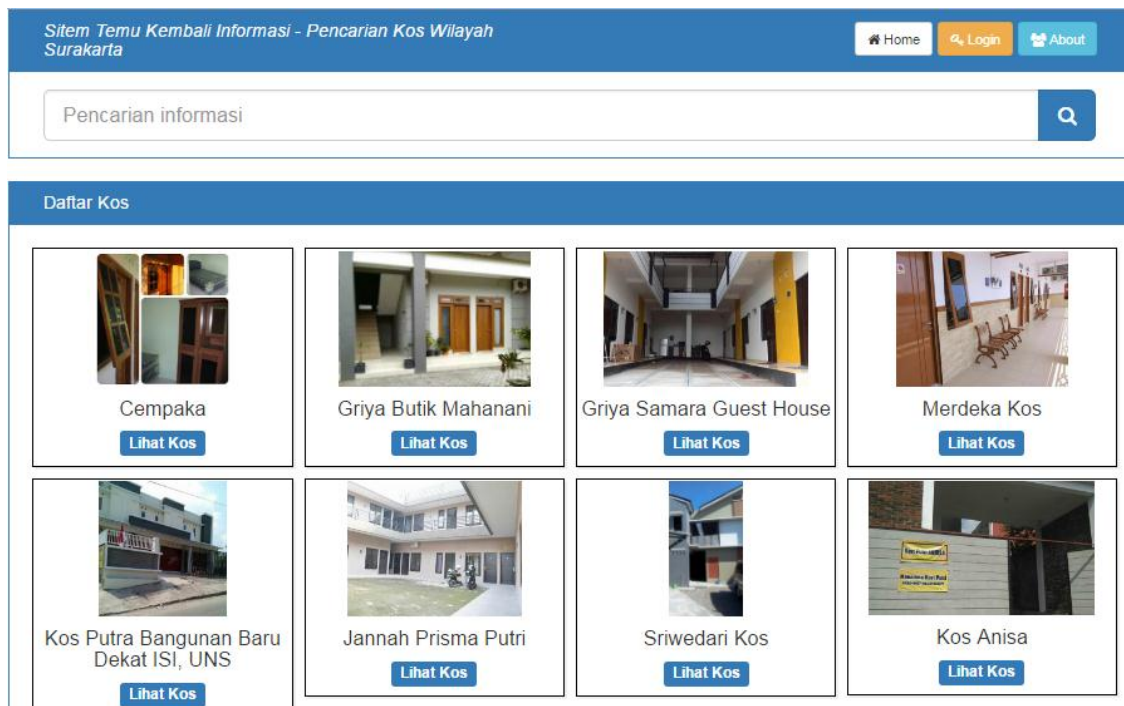 Sitem Temu Kembali Informasi - Pencarian Kos Wilayah
Surakarta
Home
Login
About
Pencarian informasi
Daftar Kos
Cempaka
Lihat Kos
Griya Butik Mahanani
Lihat Kos
Griya Samara Guest House
Lihat Kos
Merdeka Kos
Lihat Kos
Kos Putra Bangunan Baru
Dekat ISI, UNS
Lihat Kos
Jannah Prisma Putri
Lihat Kos
Sriwedari Kos
Lihat Kos
Kos Anisa
Lihat Kos